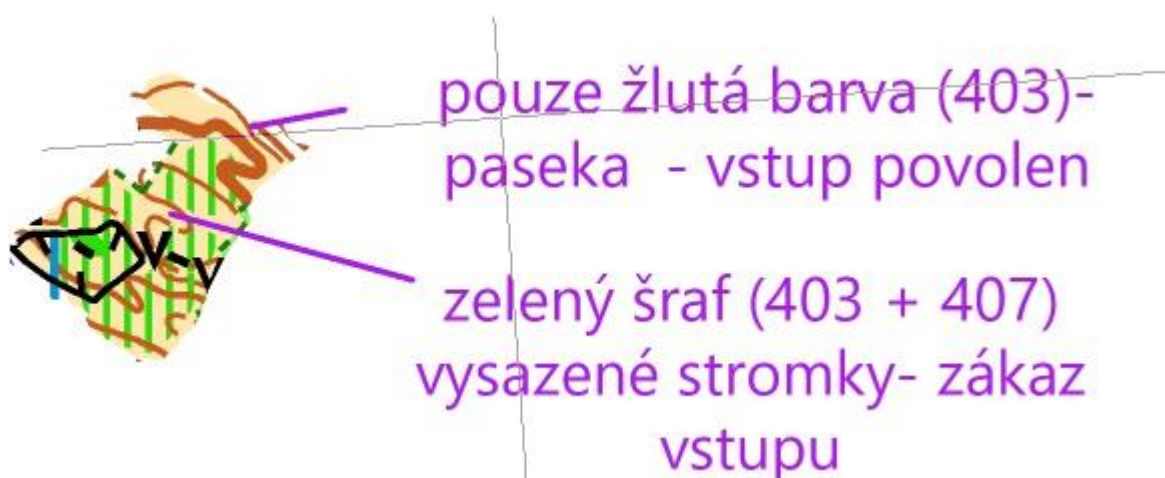 pouze žlutá barva (403)-
paseka - vstup povolen
zelený šraf (403 + 407)
vysazené stromky- zákaz
vstupu